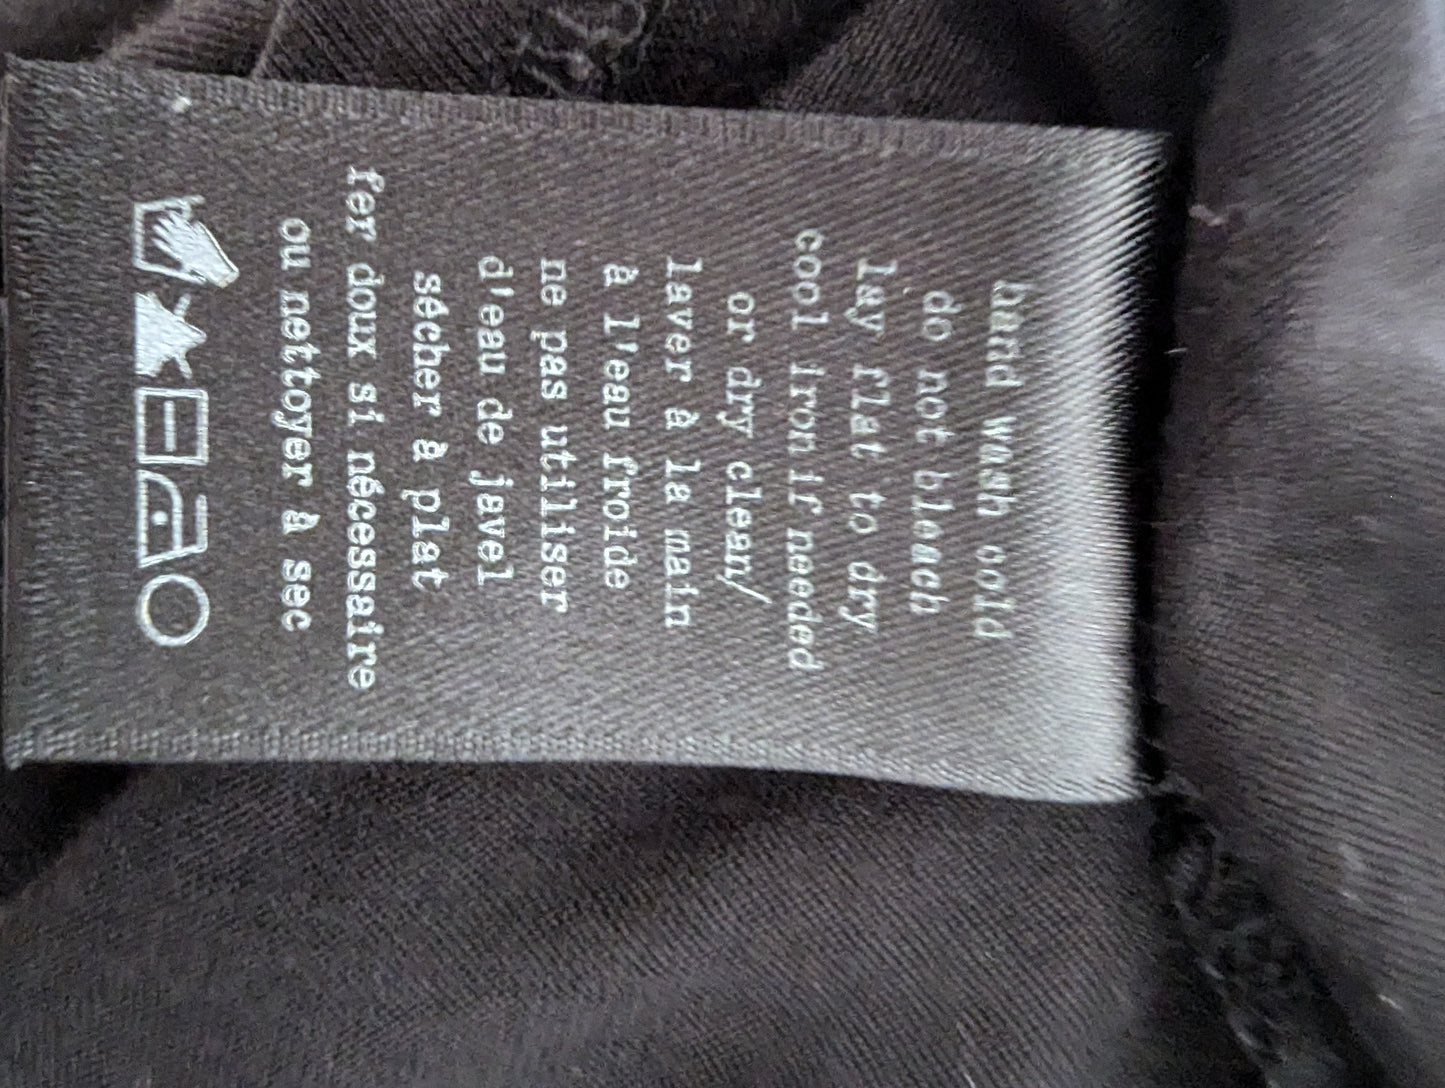 hand wash cold
do not bleach
lay flat to dry
cool iron if needed
or dry clean/
laver à la main
à l'eau froide
ne pas utiliser
d'eau de javel
sécher à plat
fer doux si nécessaire
ou nettoyer à sec